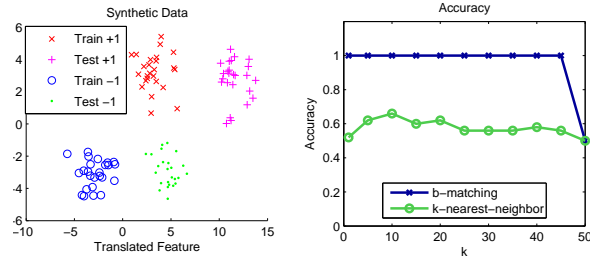 Synthetic Data
6
4
2
0
−2
−4
−6
−10
−5
0
5
10
15
Translated Feature
Train +1
Test +1
Train −1
Test −1
Accuracy
Accuracy
1
0.8
0.6
0.4
0.2
0
0
10
20
30
40
50
k
b−matching
k−nearest−neighbor